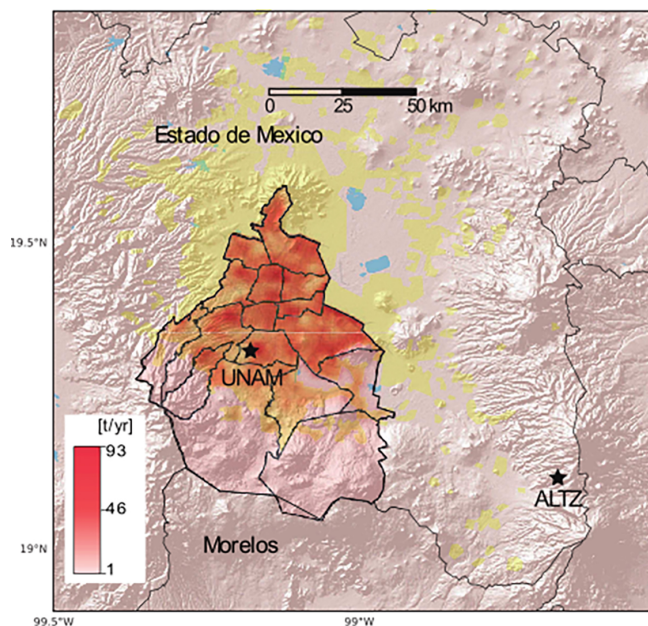 0 25 50 km
Estado de Mexico
19.5°N
UNAM
[t/yr]
93
46
1
ALTZ
Morelos
19°N
99.5°W
99°W